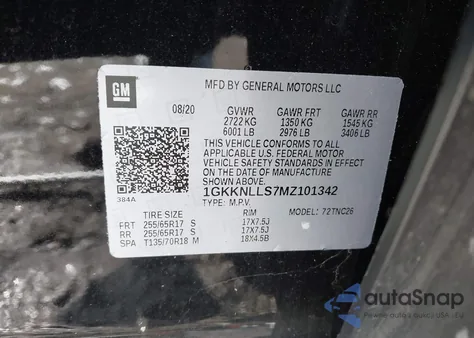 GM
MFD BY GENERAL MOTORS LLC
08/20 GVWR GAWR FRT GAWR RR
2722 KG 1350 KG 1545 KG
6001 LB 2976 LB 3406 LB
THIS VEHICLE CONFORMS TO ALL
APPLICABLE U.S. FEDERAL MOTOR
VEHICLE SAFETY STANDARDS IN EFFECT
ON THE DATE OF MANUFACTURE
SHOWN ABOVE.
1GKKNLLS7MZ101342
384A
TYPE: M.P.V. MODEL: 72TNC26
TIRE SIZE RIM
FRT 255/65R17 S 17X7.5J
RR 255/65R17 S 17X7.5J
SPA T135/70R18 M 18X4.5B
autoSnap